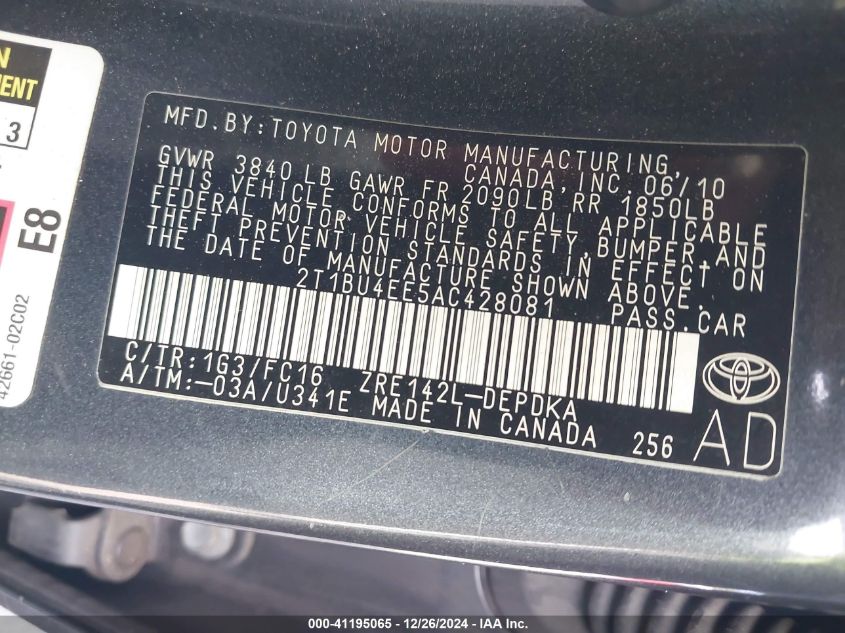 N
MENT
3
E8
42661-02C02
MFD.BY:TOYOTA MOTOR MANUFACTURING,
CANADA, INC. 06/10
GVWR 3840 LB GAWR FR 2090LB RR 1850LB
THIS VEHICLE CONFORMS TO ALL APPLICABLE
FEDERAL MOTOR VEHICLE SAFETY, BUMPER, AND
THEFT PREVENTION STANDARDS IN EFFECT ON
THE DATE OF MANUFACTURE SHOWN ABOVE.
2T1BU4EE5AC428081 PASS.CAR
C/TR:1G3/FC16 ZRE142L-DEPDKA
A/TM:-03A/U341E MADE IN CANADA 256
AD
000-41195065 - 12/26/2024 - IAA Inc.